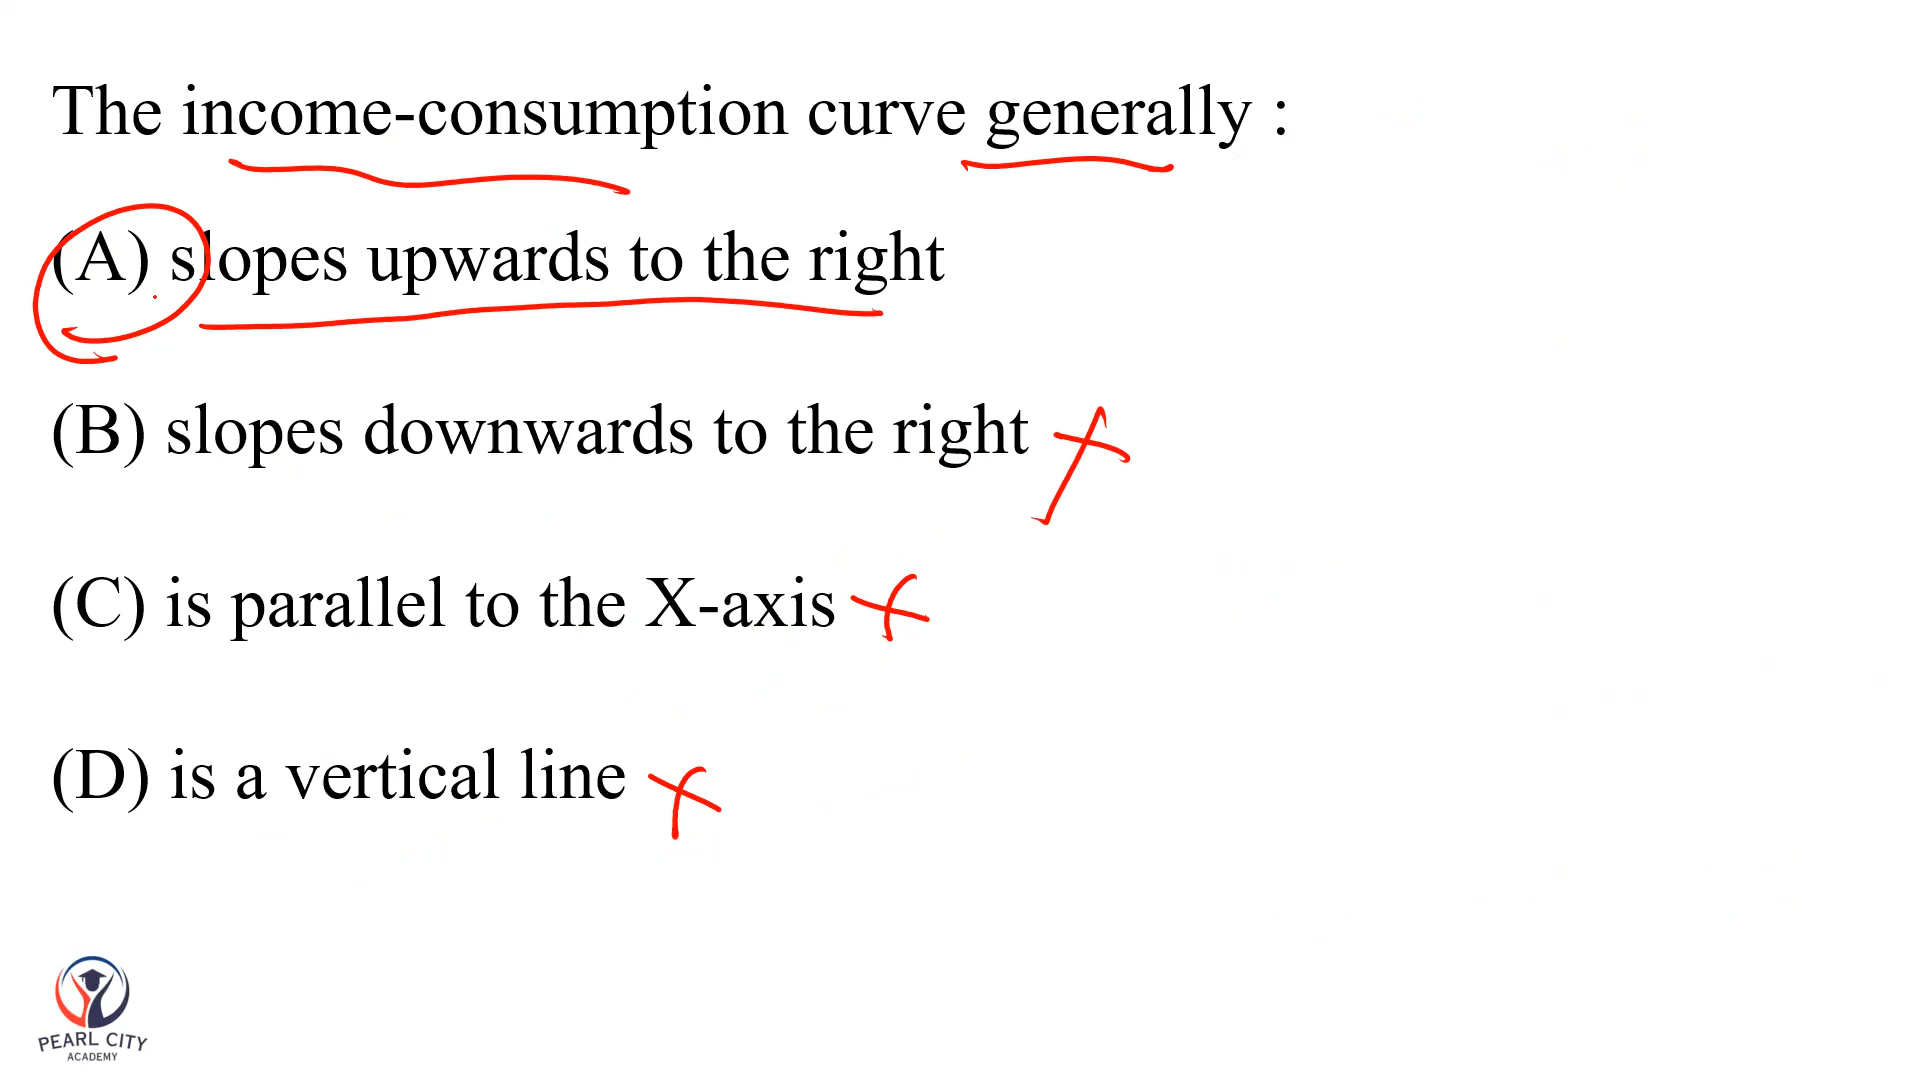 The income-consumption curve generally :
(A) slopes upwards to the right
(B) slopes downwards to the right
(C) is parallel to the X-axis
(D) is a vertical line
PEARL CITY
ACADEMY